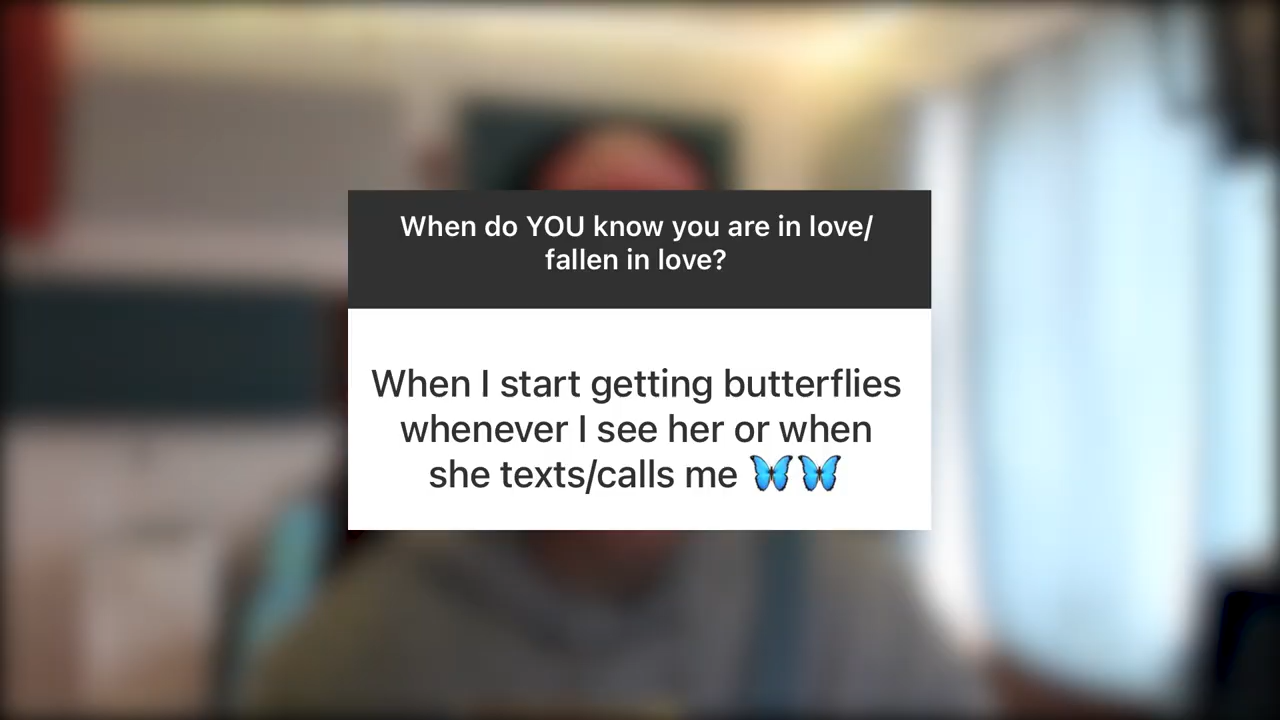 When do YOU know you are in love/
fallen in love?
When I start getting butterflies
whenever I see her or when
she texts/calls me 🦋🦋